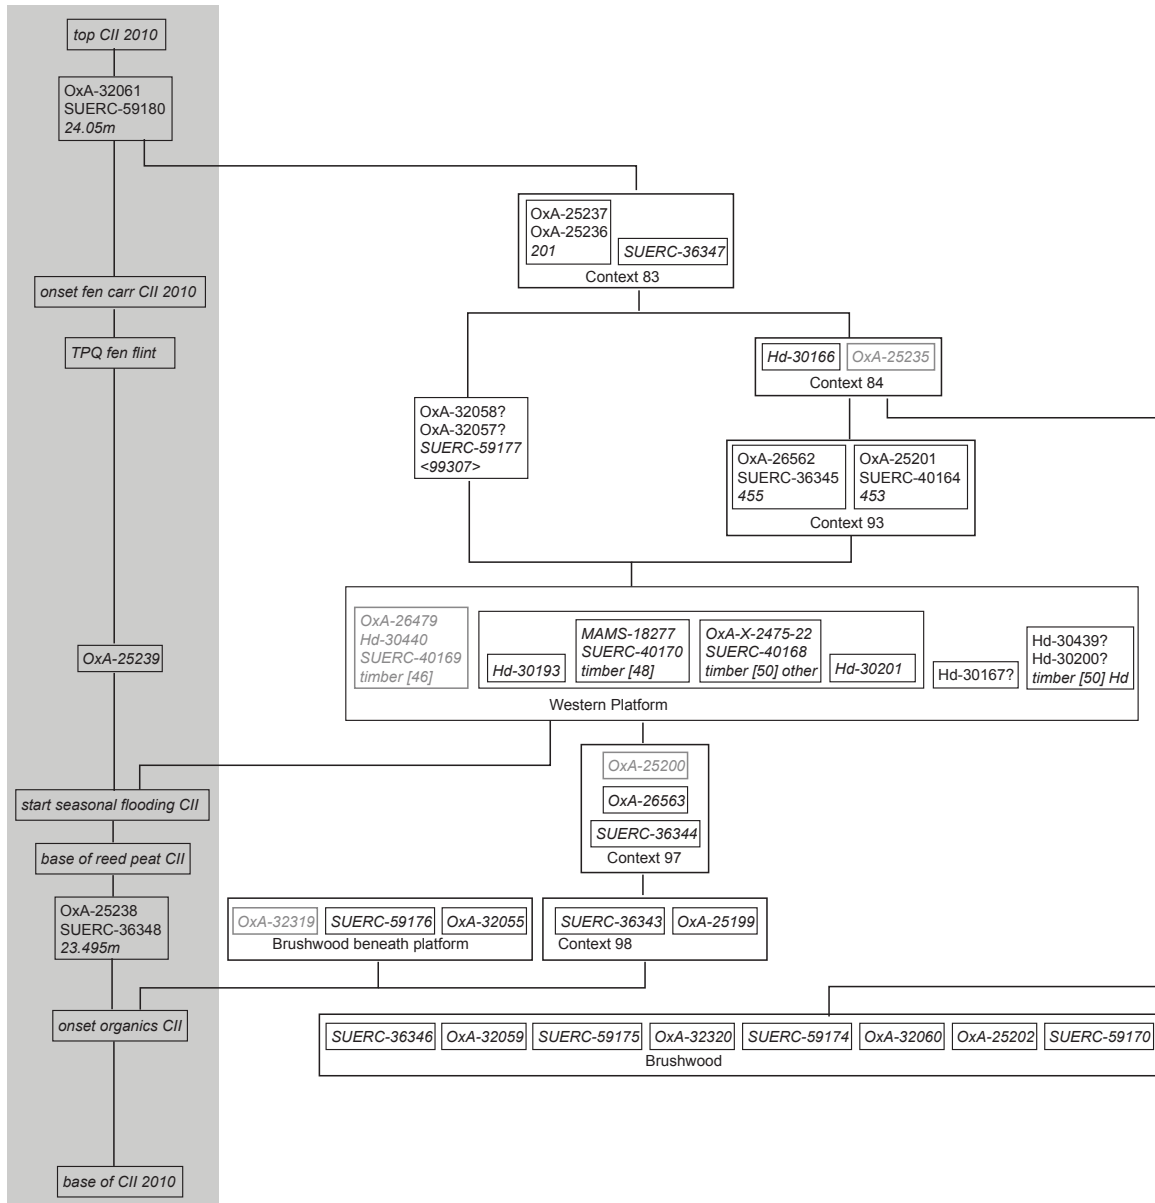 top CII 2010
OxA-32061
SUERC-59180
24.05m
onset fen carr CII 2010
TPQ fen flint
OxA-25239
start seasonal flooding CII
base of reed peat CII
OxA-25238
SUERC-36348
23.495m
onset organics CII
base of CII 2010
OxA-25237
OxA-25236
201
SUERC-36347
Context 83
Hd-30166
OxA-25235
Context 84
OxA-32058?
OxA-32057?
SUERC-59177
<99307>
OxA-26562
SUERC-36345
455
OxA-25201
SUERC-40164
453
Context 93
OxA-26479
Hd-30440
SUERC-40169
timber [46]
Hd-30193
MAMS-18277
SUERC-40170
timber [48]
OxA-X-2475-22
SUERC-40168
timber [50] other
Hd-30201
Hd-30167?
Hd-30439?
Hd-30200?
timber [50] Hd
Western Platform
OxA-25200
OxA-26563
SUERC-36344
Context 97
OxA-32319
SUERC-59176
OxA-32055
Brushwood beneath platform
SUERC-36343
OxA-25199
Context 98
SUERC-36346
OxA-32059
SUERC-59175
OxA-32320
SUERC-59174
OxA-32060
OxA-25202
SUERC-59170
Brushwood